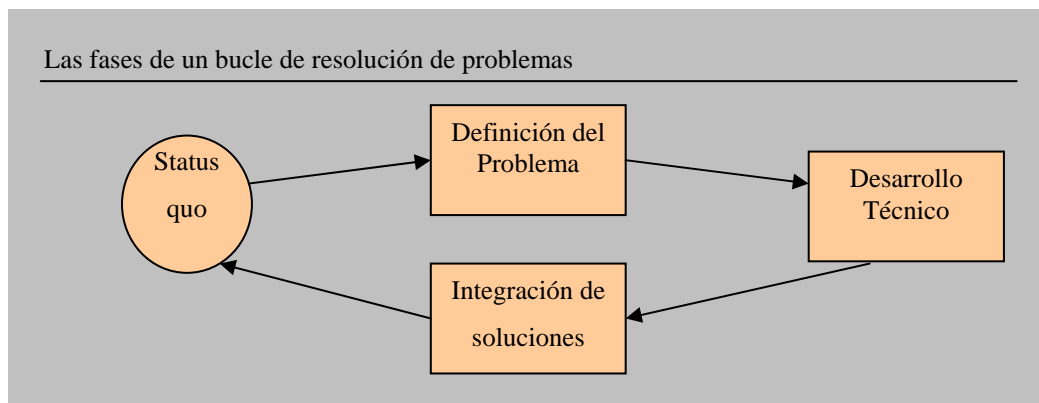 Las fases de un bucle de resolución de problemas
Status
quo
Definición del
Problema
Desarrollo
Técnico
Integración de
soluciones